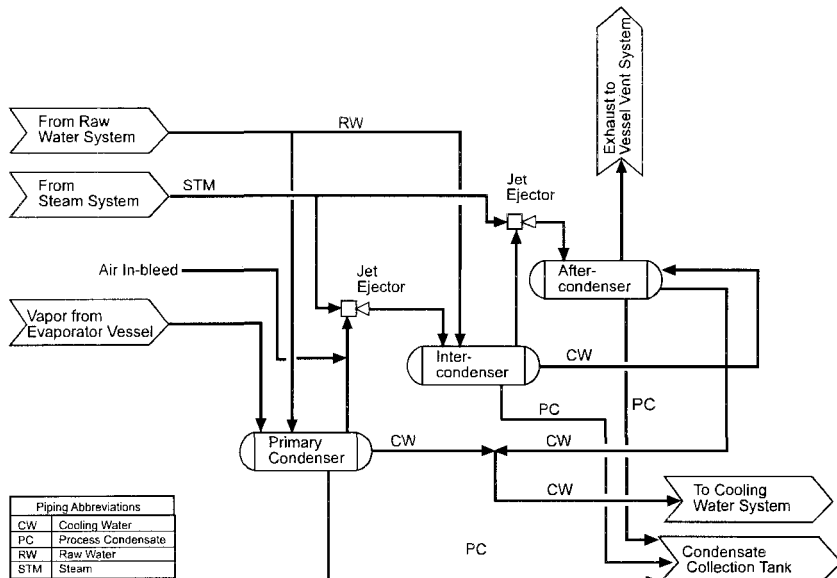 Exhaust to
Vessel Vent System
From Raw
Water System
RW
From
Steam System
STM
Jet
Ejector
Air In-bleed
Jet
Ejector
After-
condenser
Vapor from
Evaporator Vessel
Inter-
condenser
CW
PC
PC
Primary
Condenser
CW
CW
CW
To Cooling
Water System
Piping Abbreviations
CW Cooling Water
PC Process Condensate
RW Raw Water
STM Steam
PC
Condensate
Collection Tank